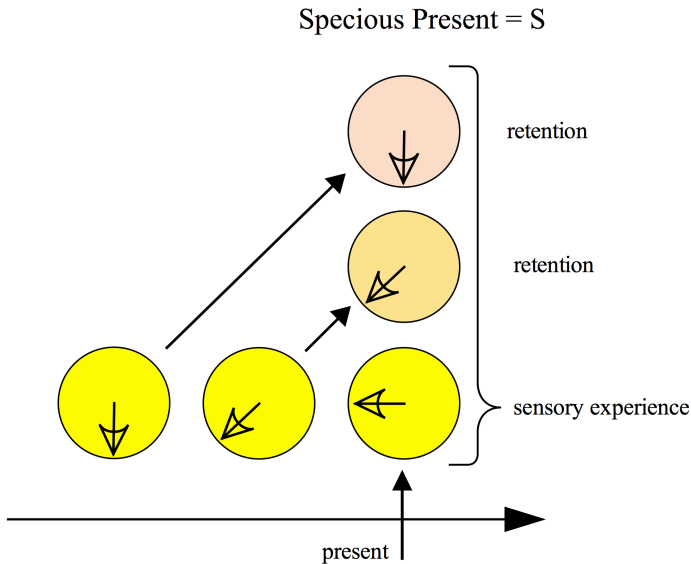 Specious Present = S
retention
retention
sensory experience
present